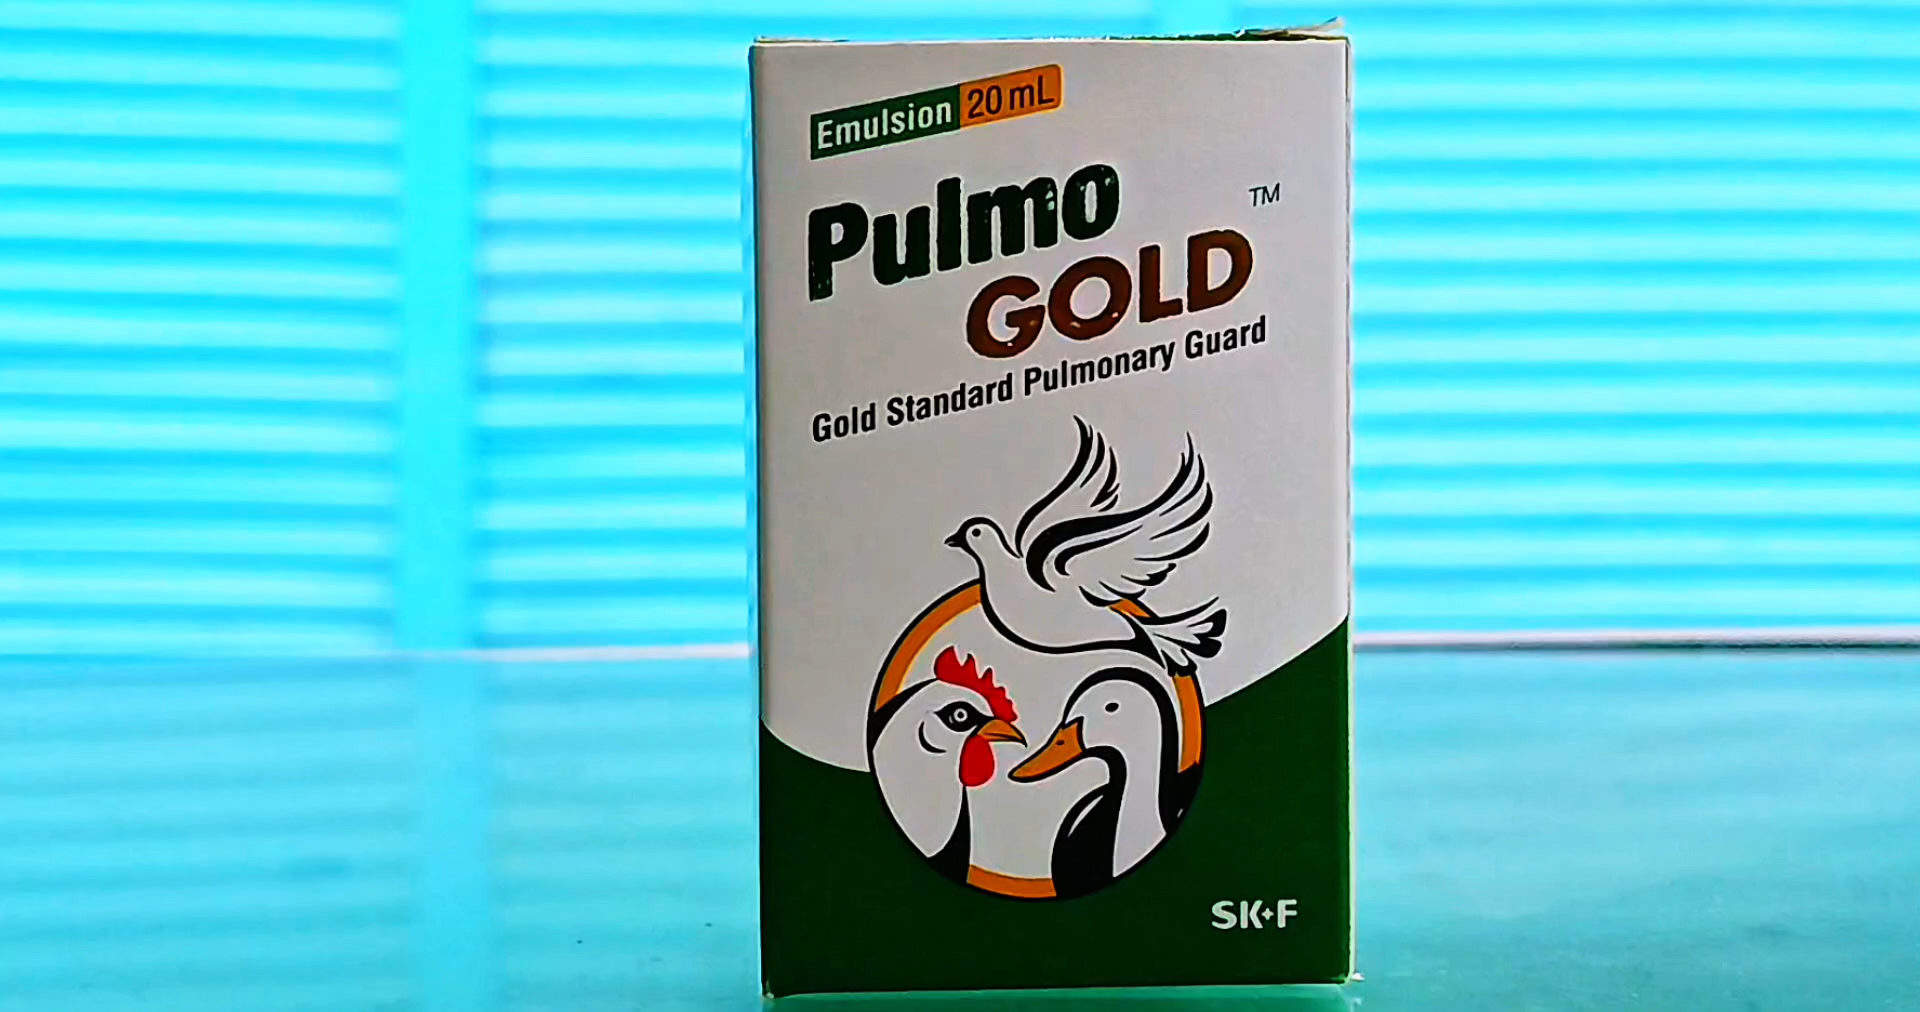 Emulsion 20 mL
Pulmo
GOLD
TM
Gold Standard Pulmonary Guard
SK+F